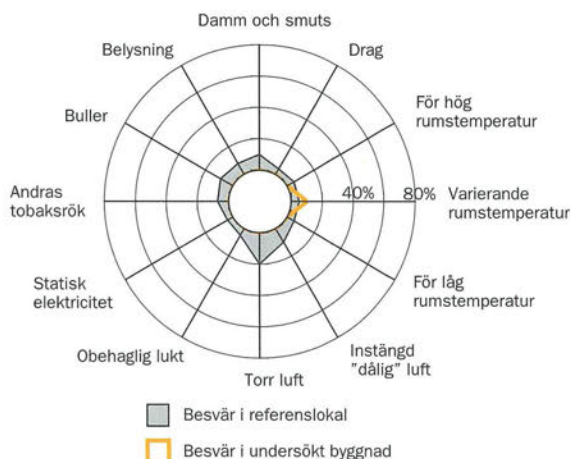 Damm och smuts
Belysning
Drag
Buller
För hög
rumstemperatur
Andras
tobaksrök
40%
80%
Varierande
rumstemperatur
Statisk
elektricitet
För låg
rumstemperatur
Obehaglig lukt
Instängd
"dålig" luft
Torr luft
Besvär i referenslokal
Besvär i undersökt byggnad